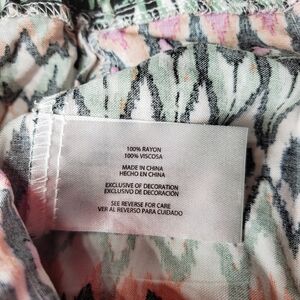 100% RAYON
100% VISCOSA
MADE IN CHINA
HECHO EN CHINA
EXCLUSIVE OF DECORATION
EXCLUSIVO DE DECORACIÓN
SEE REVERSE FOR CARE
VER AL REVERSO PARA CUIDADO